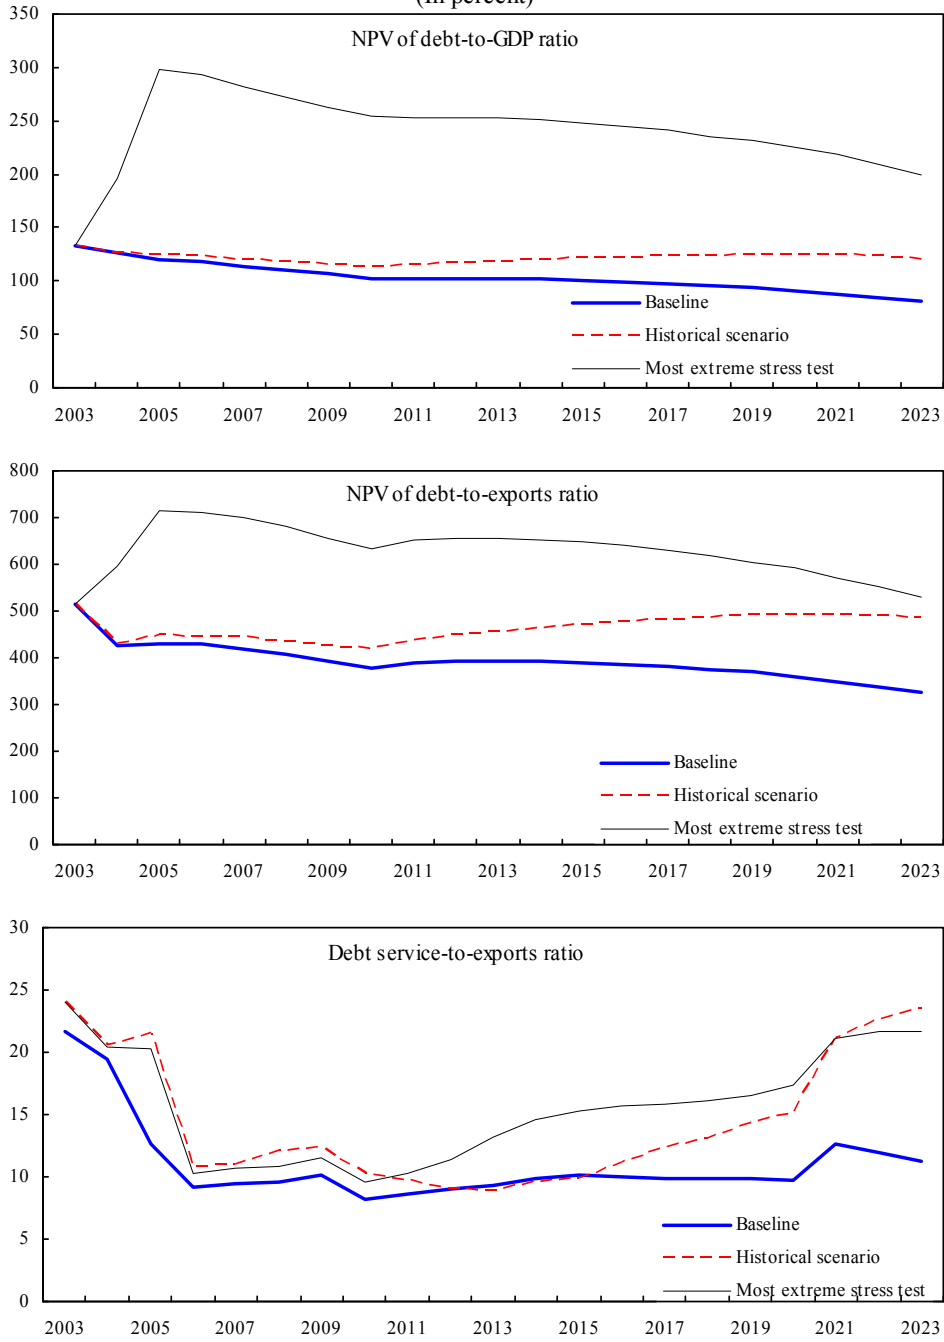 (In percent)
350
NPV of debt-to-GDP ratio
300
250
200
150
100
Baseline
50
Historical scenario
Most extreme stress test
0
2003 2005 2007 2009 2011 2013 2015 2017 2019 2021 2023
800
NPV of debt-to-exports ratio
700
600
500
400
300
200
Baseline
100
Historical scenario
Most extreme stress test
0
2003 2005 2007 2009 2011 2013 2015 2017 2019 2021 2023
30
Debt service-to-exports ratio
25
20
15
10
5
Baseline
Historical scenario
Most extreme stress test
0
2003 2005 2007 2009 2011 2013 2015 2017 2019 2021 2023